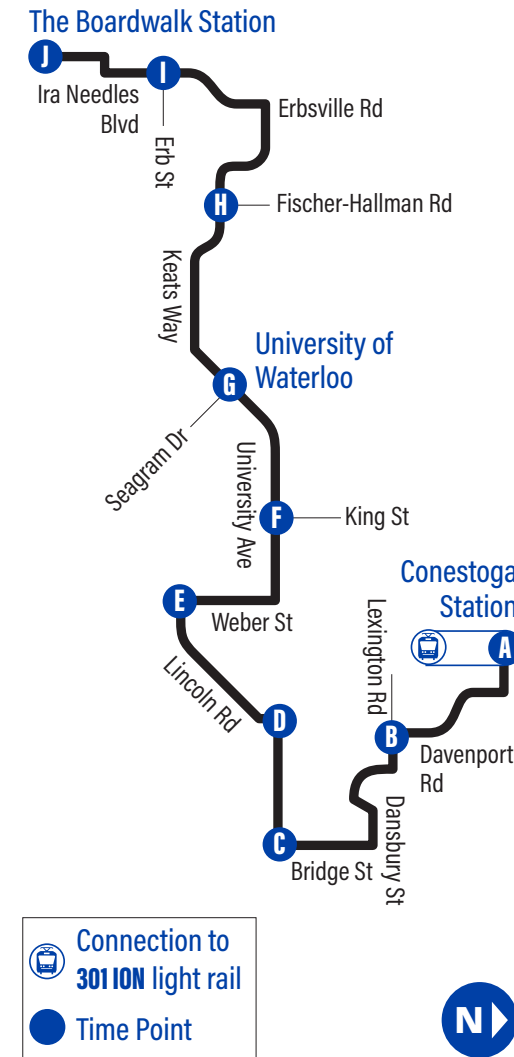 The Boardwalk Station
J
I
Ira Needles
Blvd
Erb St
Erbsville Rd
H
Fischer-Hallman Rd
Keats Way
University of
Waterloo
G
Seagram Dr
University Ave
F
King St
Conestoga
Station
A
E
Weber St
Lexington Rd
Lincoln Rd
D
B
Davenport
Rd
Dansbury St
C
Bridge St
Connection to
301 ION light rail
Time Point
N